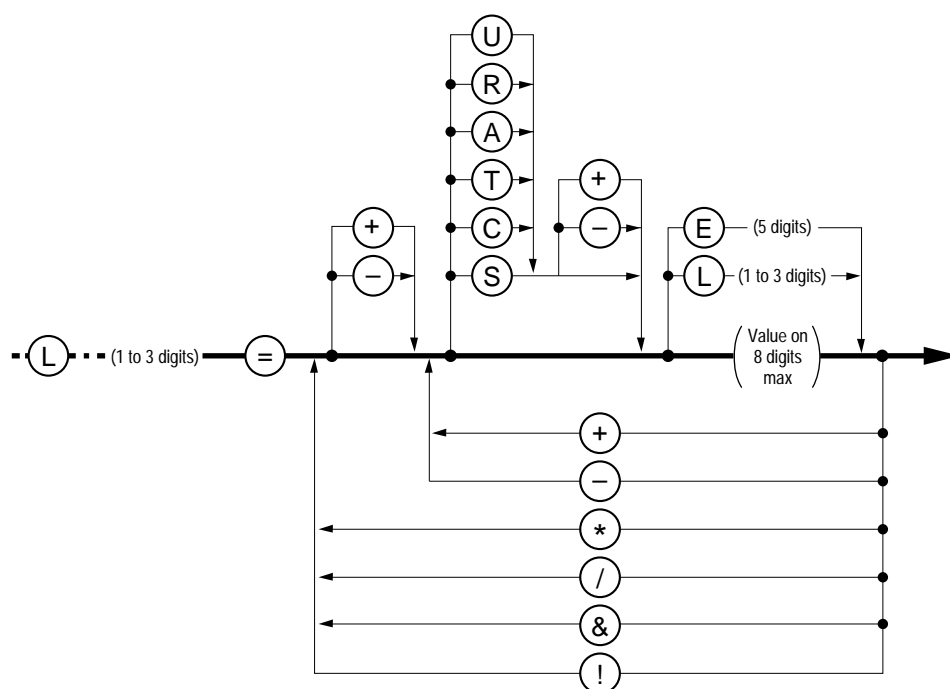 U
R
A
T
+
C
+
−
E (5 digits)
−
S
L (1 to 3 digits)
L (1 to 3 digits) =
Value on
8 digits
max
+
−
*
/
&
!